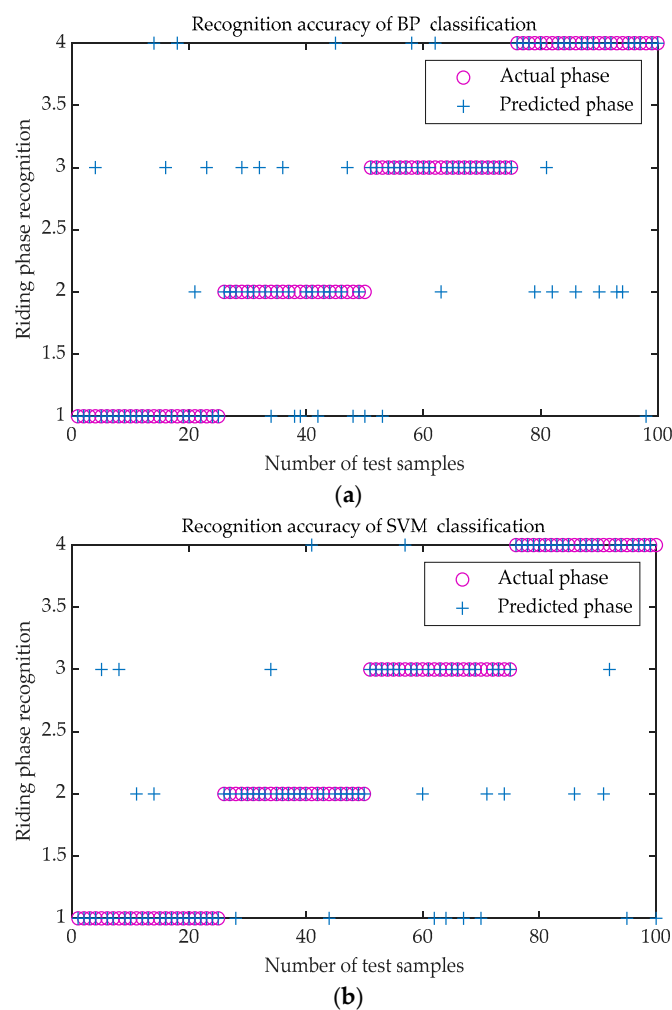 Recognition accuracy of BP classification
4
3.5
3
2.5
2
1.5
1
Riding phase recognition
Actual phase
Predicted phase
0 20 40 60 80 100
Number of test samples
(a)
Recognition accuracy of SVM classification
4
3.5
3
2.5
2
1.5
1
Riding phase recognition
Actual phase
Predicted phase
0 20 40 60 80 100
Number of test samples
(b)